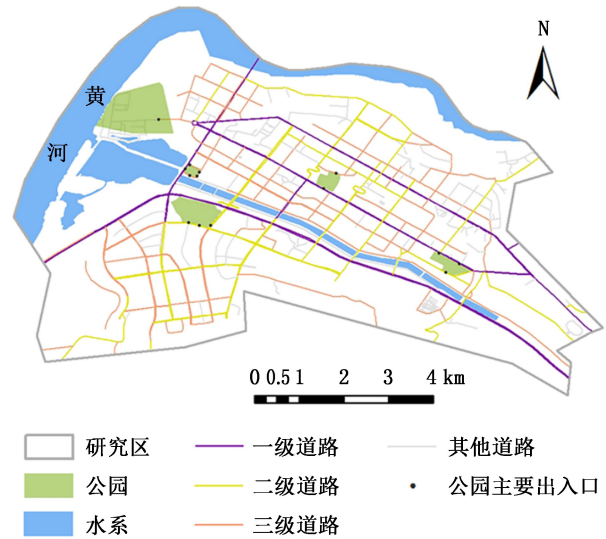 N
黄
河
0 0.5 1 2 3 4 km
研究区 一级道路 其他道路
公园 二级道路 公园主要出入口
水系 三级道路